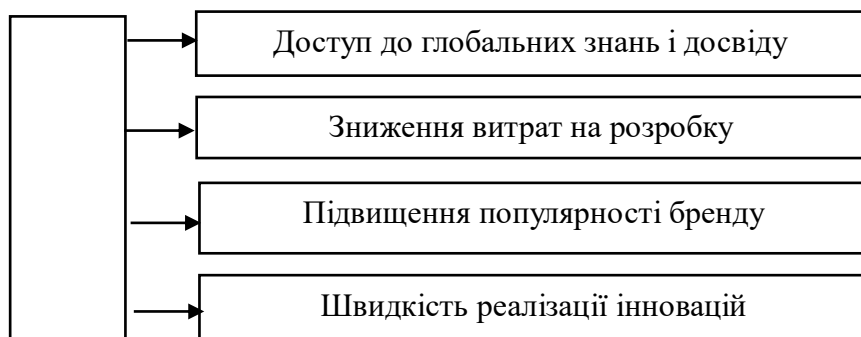 Доступ до глобальних знань і досвіду
Зниження витрат на розробку
Підвищення популярності бренду
Швидкість реалізації інновацій